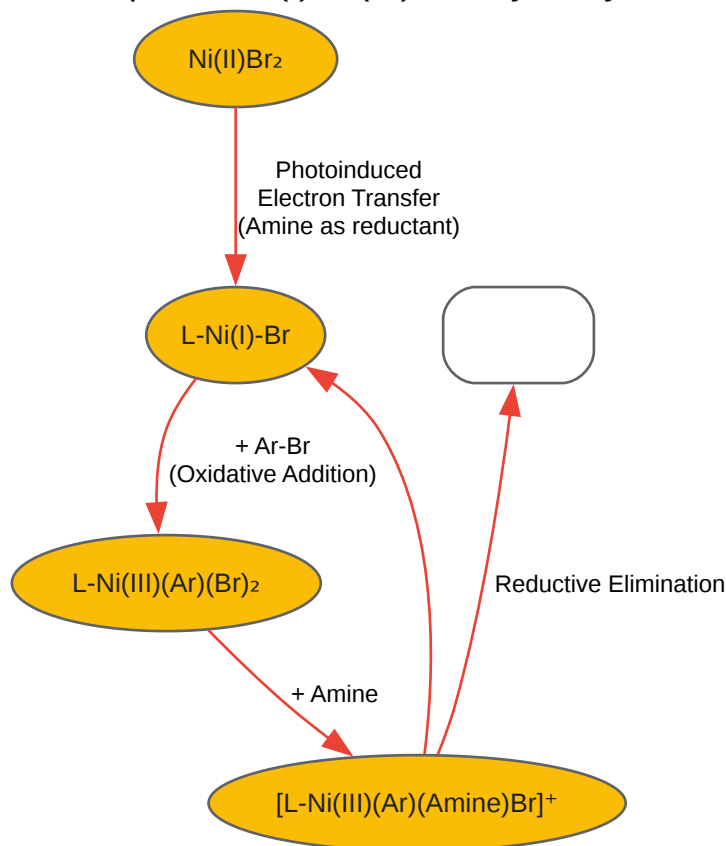 Ni(II)Br₂
Photoinduced
Electron Transfer
(Amine as reductant)
L-Ni(I)-Br
+ Ar-Br
(Oxidative Addition)
L-Ni(III)(Ar)(Br)₂
Reductive Elimination
+ Amine
[L-Ni(III)(Ar)(Amine)Br]⁺